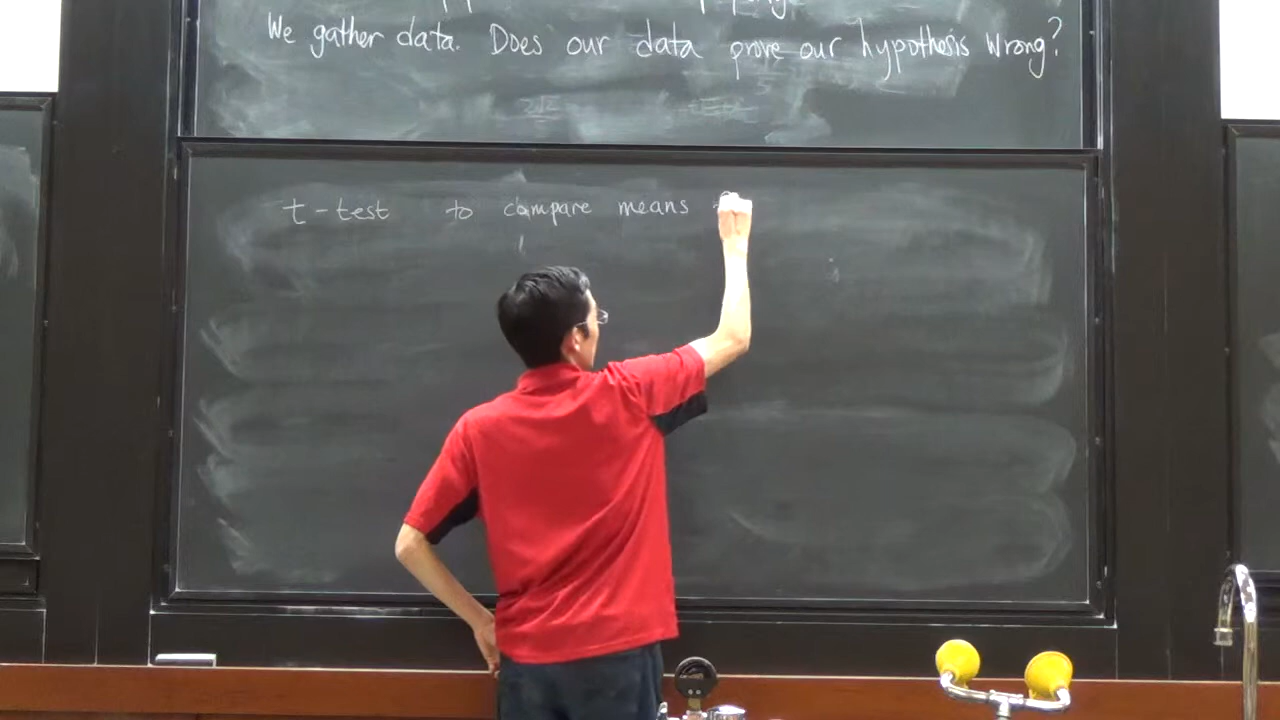 We gather data. Does our data prove our hypothesis wrong?
t-test to compare means